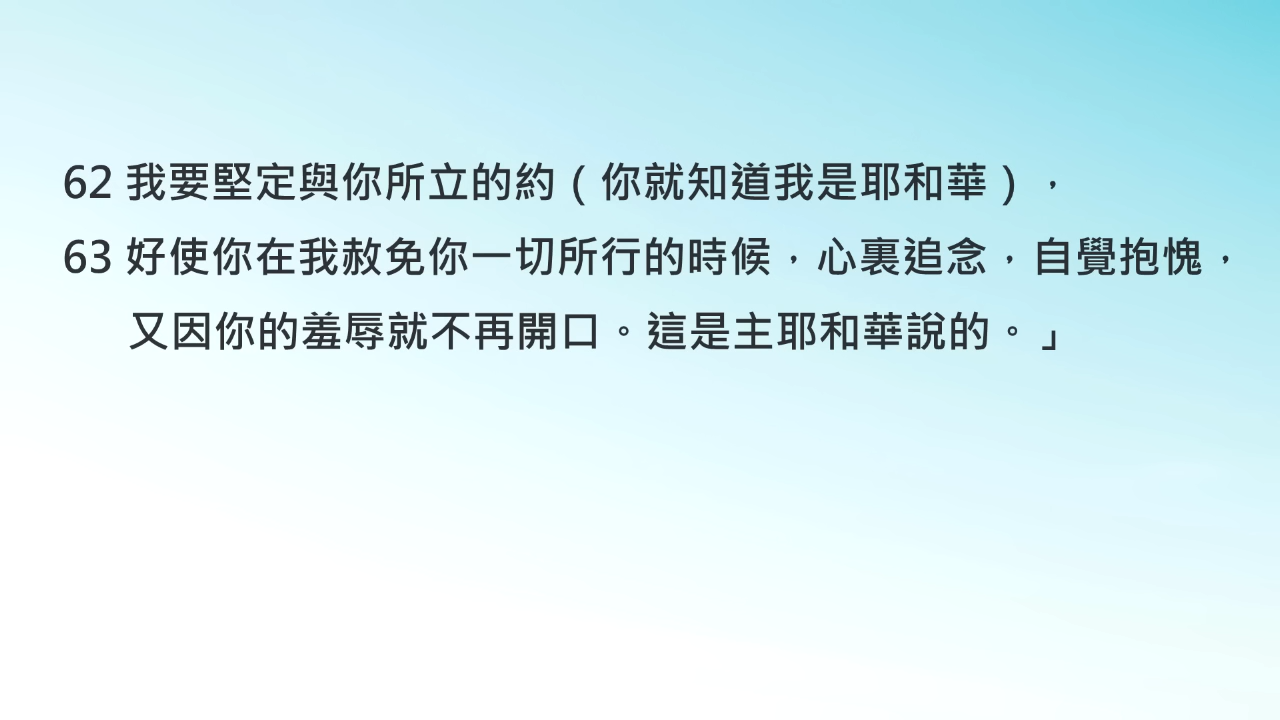 62 我要堅定與你所立的約（你就知道我是耶和華），
63 好使你在我赦免你一切所行的時候，心裏追念，自覺抱愧，
又因你的羞辱就不再開口。這是主耶和華說的。」